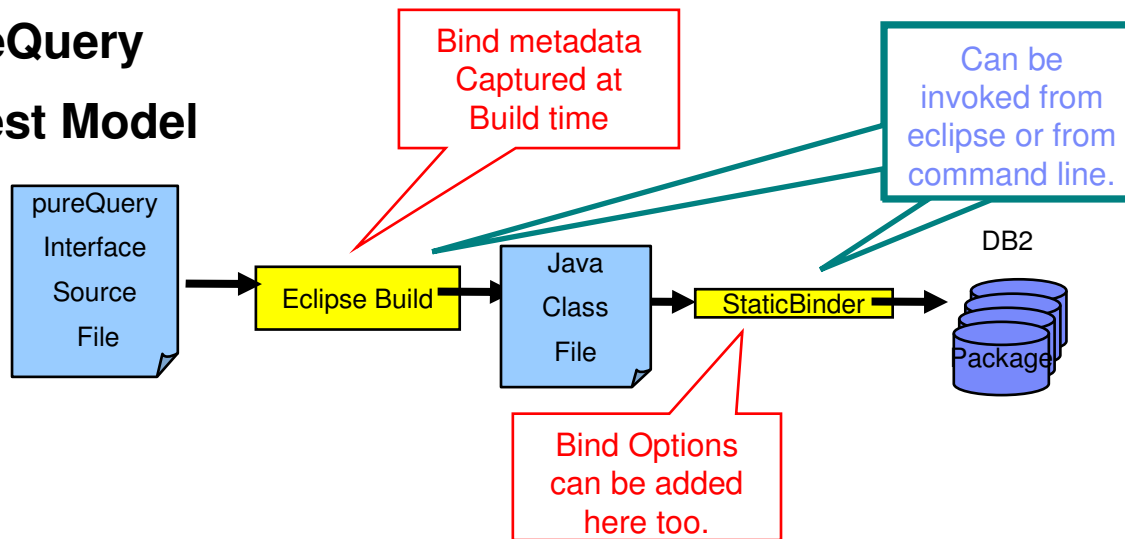 eQuery
est Model
Bind metadata
Captured at
Build time
Can be
invoked from
eclipse or from
command line.
pureQuery
Interface
Source
File
Eclipse Build
Java
Class
File
StaticBinder
DB2
Package
Bind Options
can be added
here too.